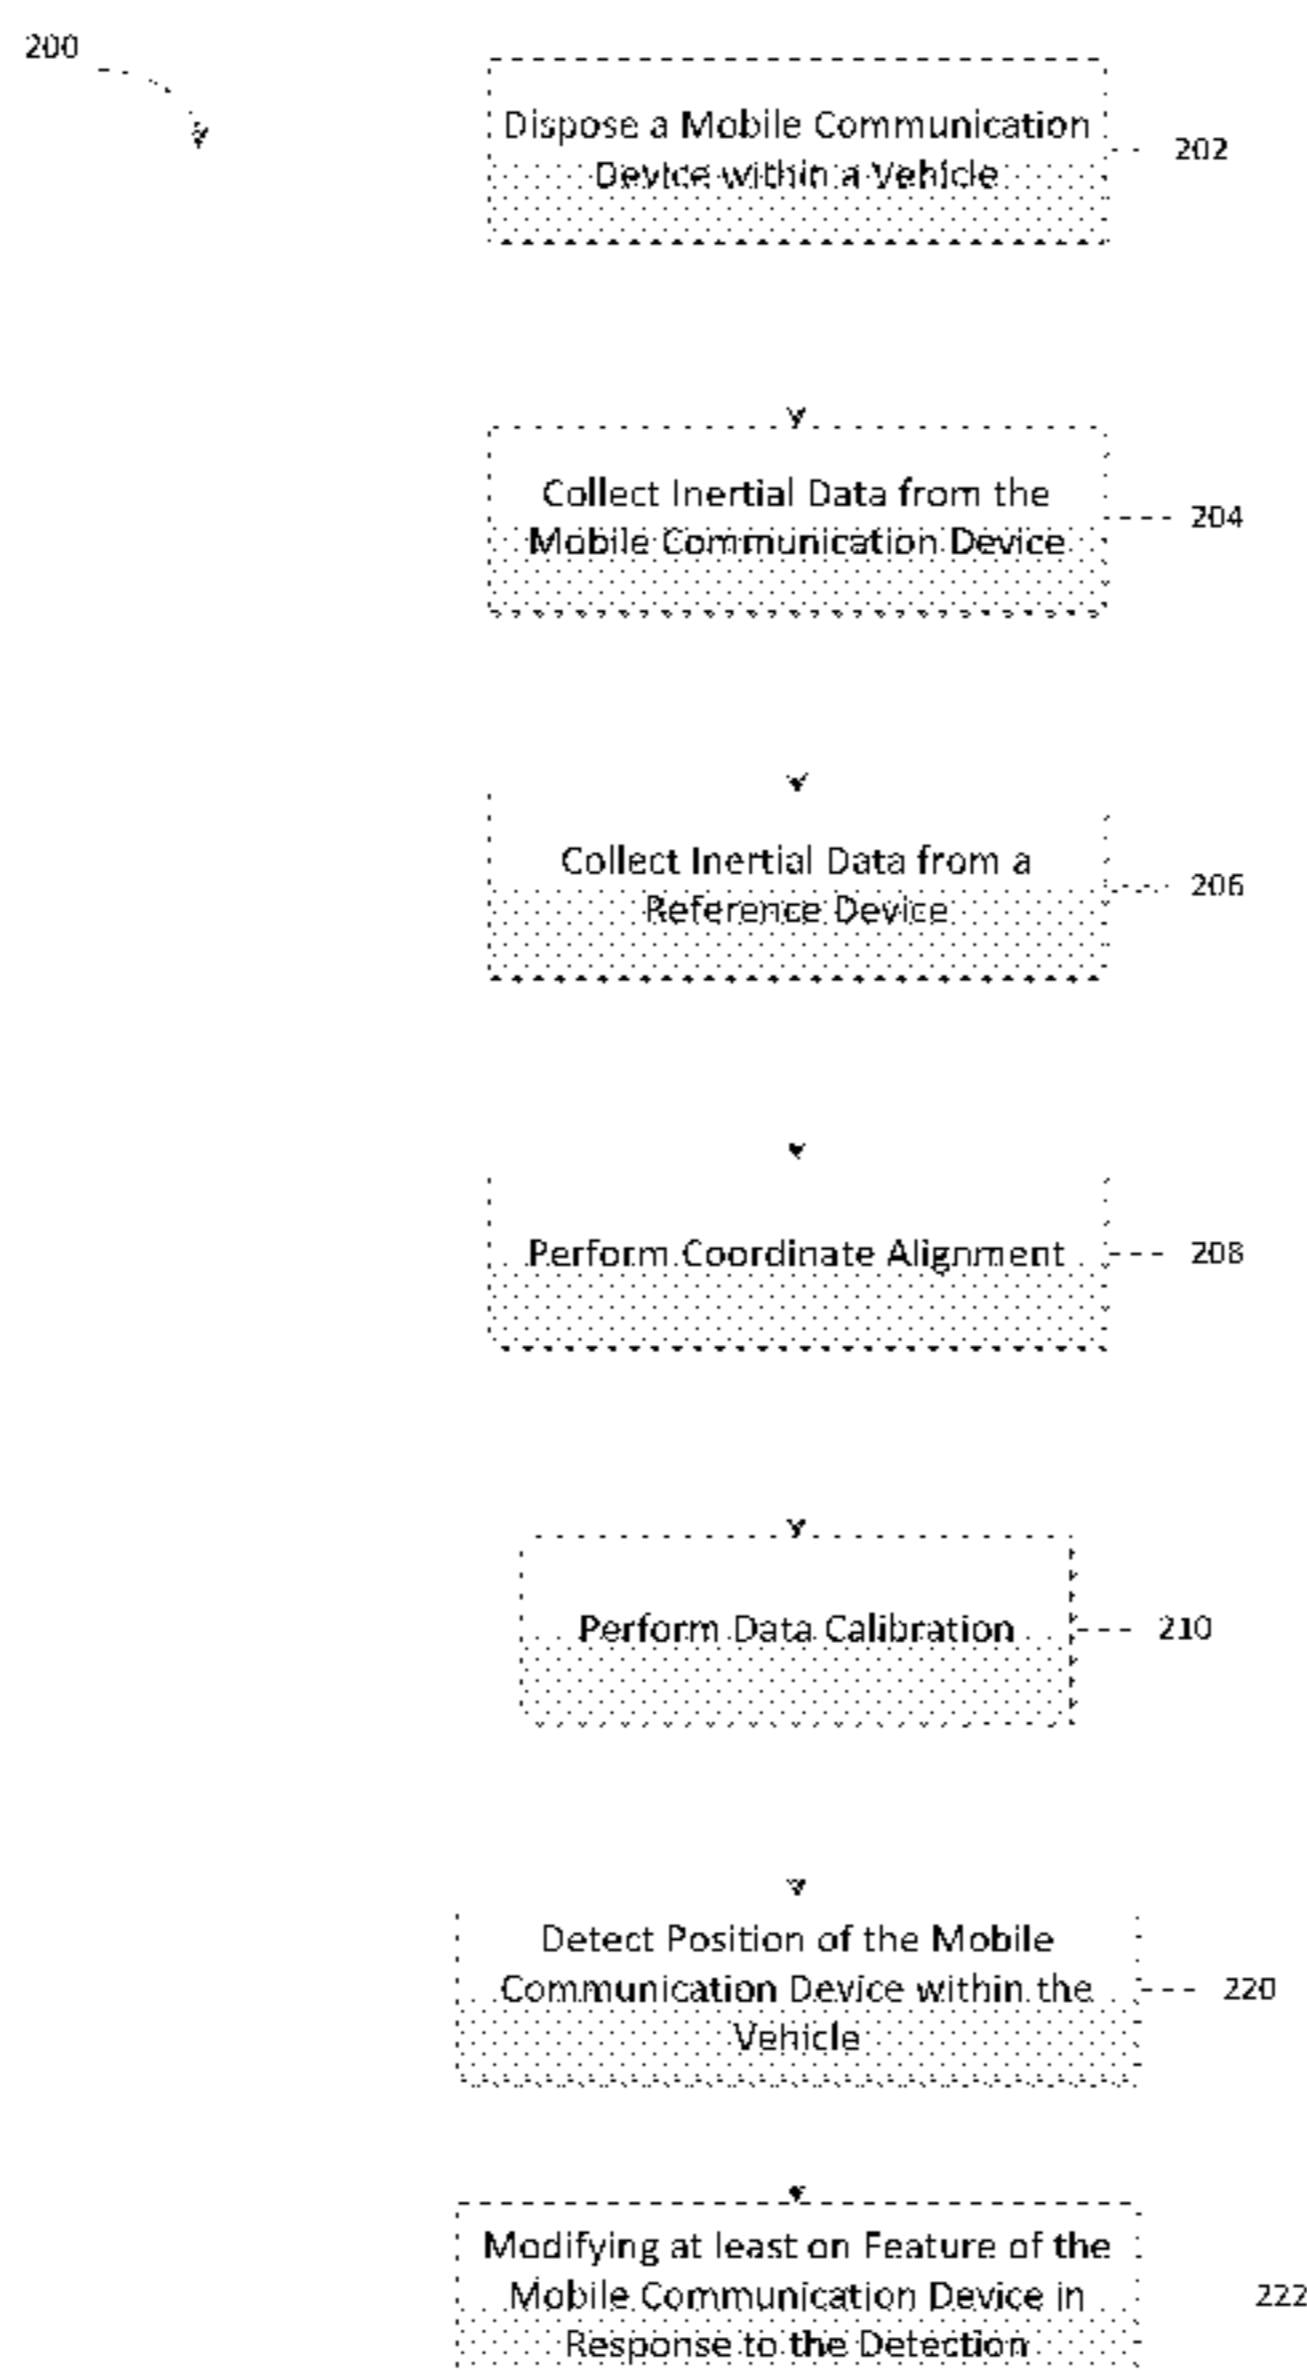 200
Dispose a Mobile Communication
Device within a Vehicle
202
Collect Inertial Data from the
Mobile Communication Device
204
Collect Inertial Data from a
Reference Device
206
Perform Coordinate Alignment
208
Perform Data Calibration
210
Detect Position of the Mobile
Communication Device within the
Vehicle
220
Modifying at least on Feature of the
Mobile Communication Device in
Response to the Detection
222